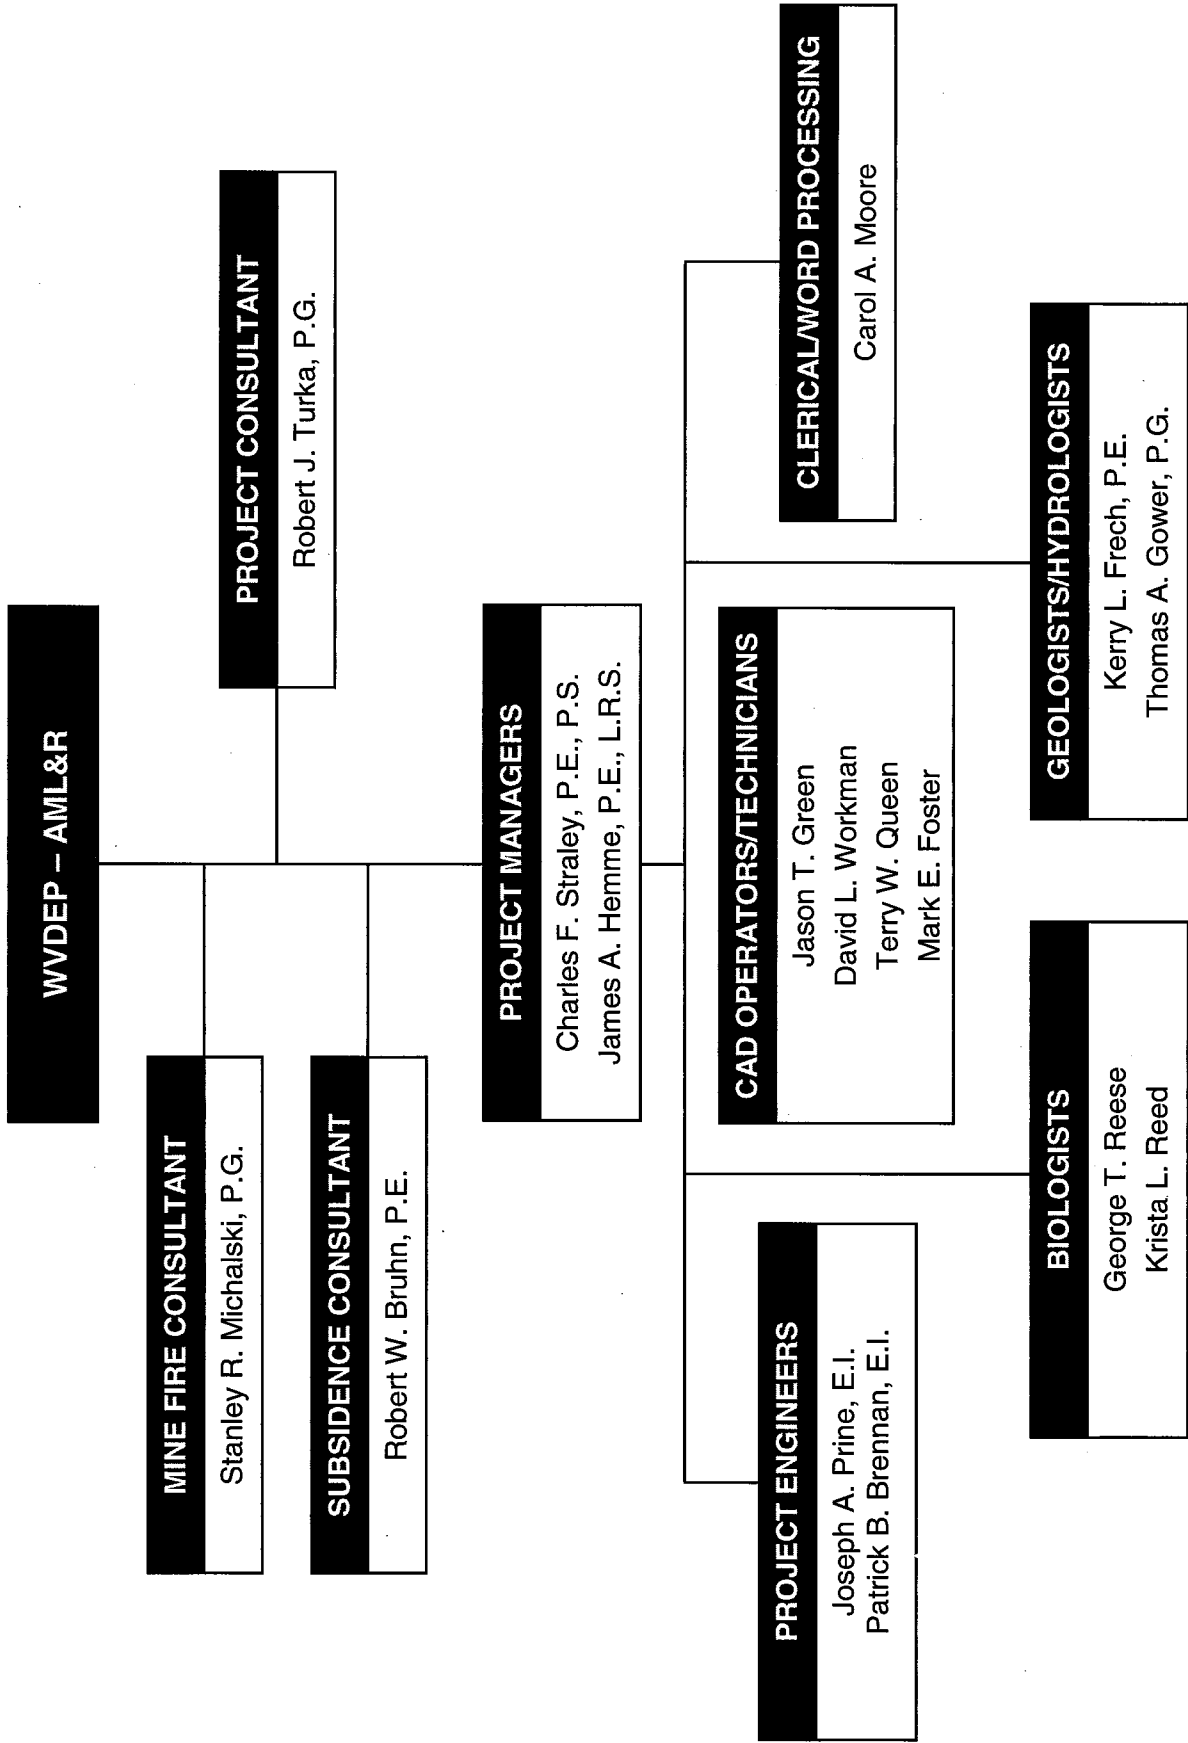 WVDEP – AML&R
MINE FIRE CONSULTANT
Stanley R. Michalski, P.G.
PROJECT CONSULTANT
Robert J. Turka, P.G.
SUBSIDENCE CONSULTANT
Robert W. Bruhn, P.E.
PROJECT MANAGERS
Charles F. Straley, P.E., P.S.
James A. Hemme, P.E., L.R.S.
PROJECT ENGINEERS
Joseph A. Prine, E.I.
Patrick B. Brennan, E.I.
CAD OPERATORS/TECHNICIANS
Jason T. Green
David L. Workman
Terry W. Queen
Mark E. Foster
CLERICAL/WORD PROCESSING
Carol A. Moore
BIOLOGISTS
George T. Reese
Krista L. Reed
GEOLOGISTS/HYDROLOGISTS
Kerry L. Frech, P.E.
Thomas A. Gower, P.G.